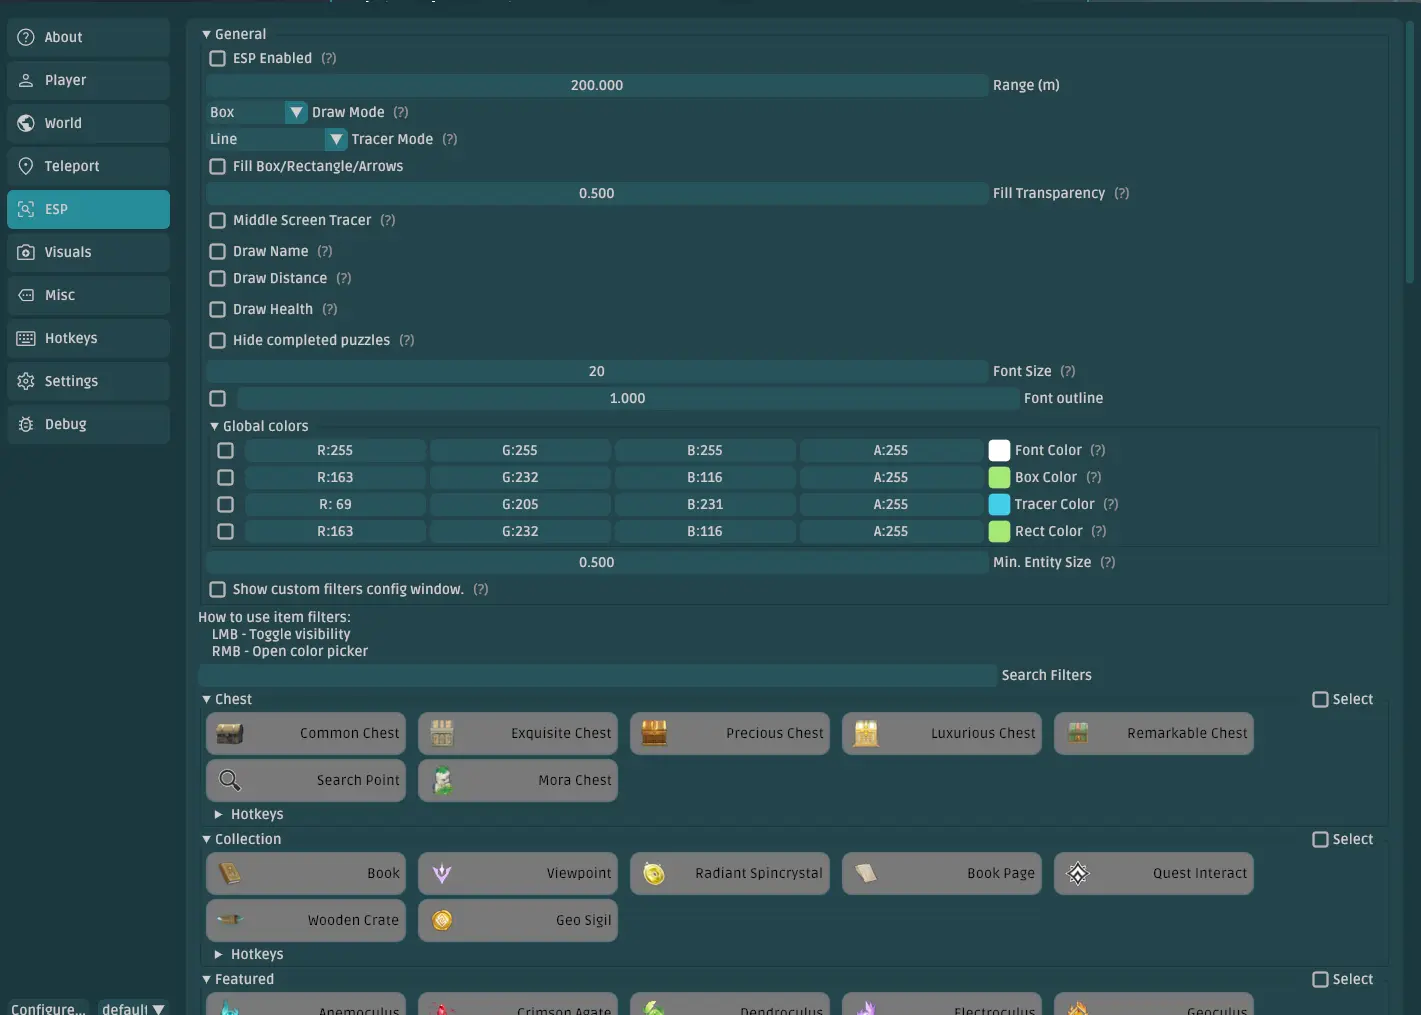 About
Player
World
Teleport
ESP
Visuals
Misc
Hotkeys
Settings
Debug
Configure...
default
General
ESP Enabled (?)
200.000 Range (m)
Box Draw Mode (?)
Line Tracer Mode (?)
Fill Box/Rectangle/Arrows
0.500 Fill Transparency (?)
Middle Screen Tracer (?)
Draw Name (?)
Draw Distance (?)
Draw Health (?)
Hide completed puzzles (?)
20 Font Size (?)
1.000 Font outline
Global colors
R:255 G:255 B:255 A:255 Font Color (?)
R:163 G:232 B:116 A:255 Box Color (?)
R: 69 G:205 B:231 A:255 Tracer Color (?)
R:163 G:232 B:116 A:255 Rect Color (?)
0.500 Min. Entity Size (?)
Show custom filters config window. (?)
How to use item filters:
LMB - Toggle visibility
RMB - Open color picker
Search Filters
Chest Select
Common Chest Exquisite Chest Precious Chest Luxurious Chest Remarkable Chest
Search Point Mora Chest
Hotkeys
Collection Select
Book Viewpoint Radiant Spincrystal Book Page Quest Interact
Wooden Crate Geo Sigil
Hotkeys
Featured Select
Anemoculus Crimson Agate Dendroculus Electroculus Geoculus